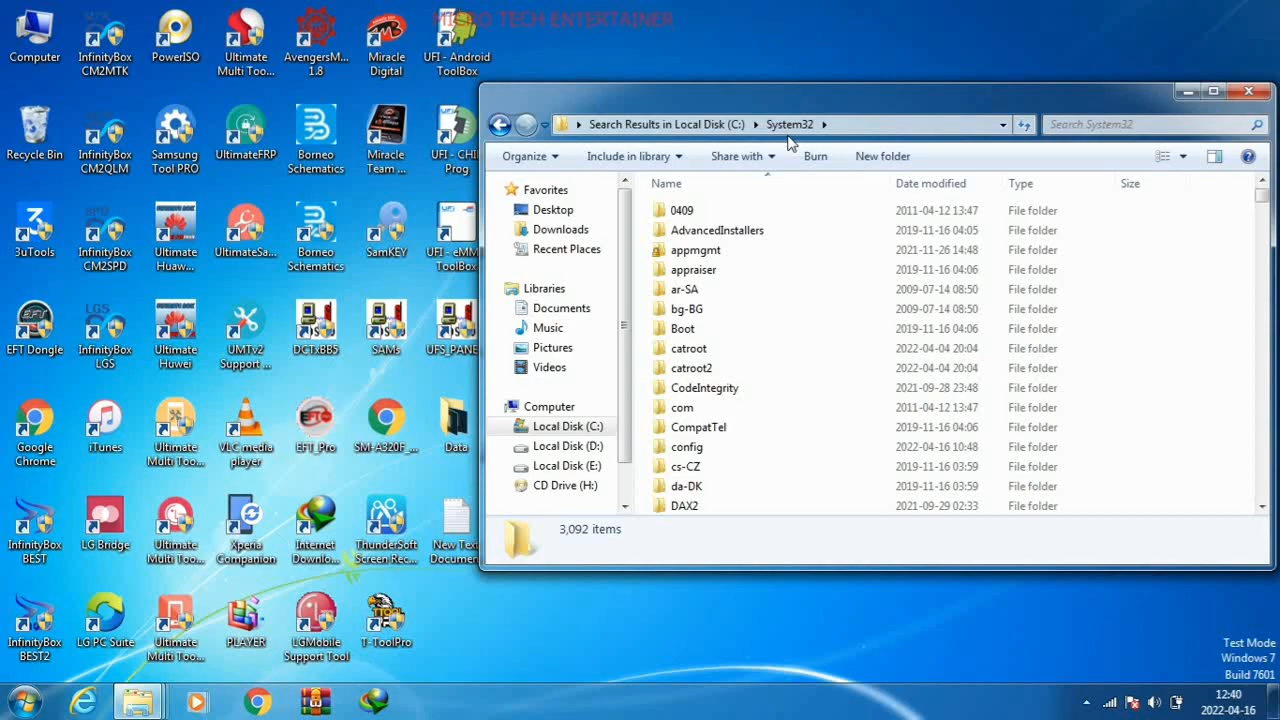 MICRO TECH ENTERTAINER
Computer
InfinityBox
CM2MTK
PowerISO
Ultimate
Multi Too...
AvengersM...
1.8
Miracle
Digital
UFI - Android
ToolBox
Recycle Bin
InfinityBox
CM2QLM
Samsung
Tool PRO
UltimateFRP
Borneo
Schematics
Miracle
Team ...
UFI - CHI
Prog
3uTools
InfinityBox
CM2SPD
Ultimate
Huaw...
UltimateSa...
Borneo
Schematics
SamKEY
UFI - eMM
ToolBox
EFT Dongle
InfinityBox
LGS
Ultimate
Huwei
UMTv2
Support ...
DCTxBB5
SAMs
UFS_PANE
Google
Chrome
iTunes
Ultimate
Multi Too...
VLC media
player
EFT_Pro
SM-A320F_...
Data
InfinityBox
BEST
LG Bridge
Ultimate
Multi Too...
Xperia
Companion
Internet
Downlo...
ThunderSoft
Screen Rec...
New Text
Documen
InfinityBox
BEST2
LG PC Suite
Ultimate
Multi Too...
PLAYER
LGMobile
Support Tool
T-ToolPro
Search Results in Local Disk (C:) System32
Search System32
Organize Include in library Share with Burn New folder
Favorites
Desktop
Downloads
Recent Places
Libraries
Documents
Music
Pictures
Videos
Computer
Local Disk (C:)
Local Disk (D:)
Local Disk (E:)
CD Drive (H:)
Name Date modified Type Size
0409 2011-04-12 13:47 File folder
AdvancedInstallers 2019-11-16 04:05 File folder
appmgmt 2021-11-26 14:48 File folder
appraiser 2019-11-16 04:06 File folder
ar-SA 2009-07-14 08:50 File folder
bg-BG 2009-07-14 08:50 File folder
Boot 2019-11-16 04:06 File folder
catroot 2022-04-04 20:04 File folder
catroot2 2022-04-04 20:04 File folder
CodeIntegrity 2021-09-28 23:48 File folder
com 2011-04-12 13:47 File folder
CompatTel 2019-11-16 04:06 File folder
config 2022-04-16 10:48 File folder
cs-CZ 2019-11-16 03:59 File folder
da-DK 2019-11-16 03:59 File folder
DAX2 2021-09-29 02:33 File folder
3,092 items
Test Mode
Windows 7
Build 7601
12:40
2022-04-16